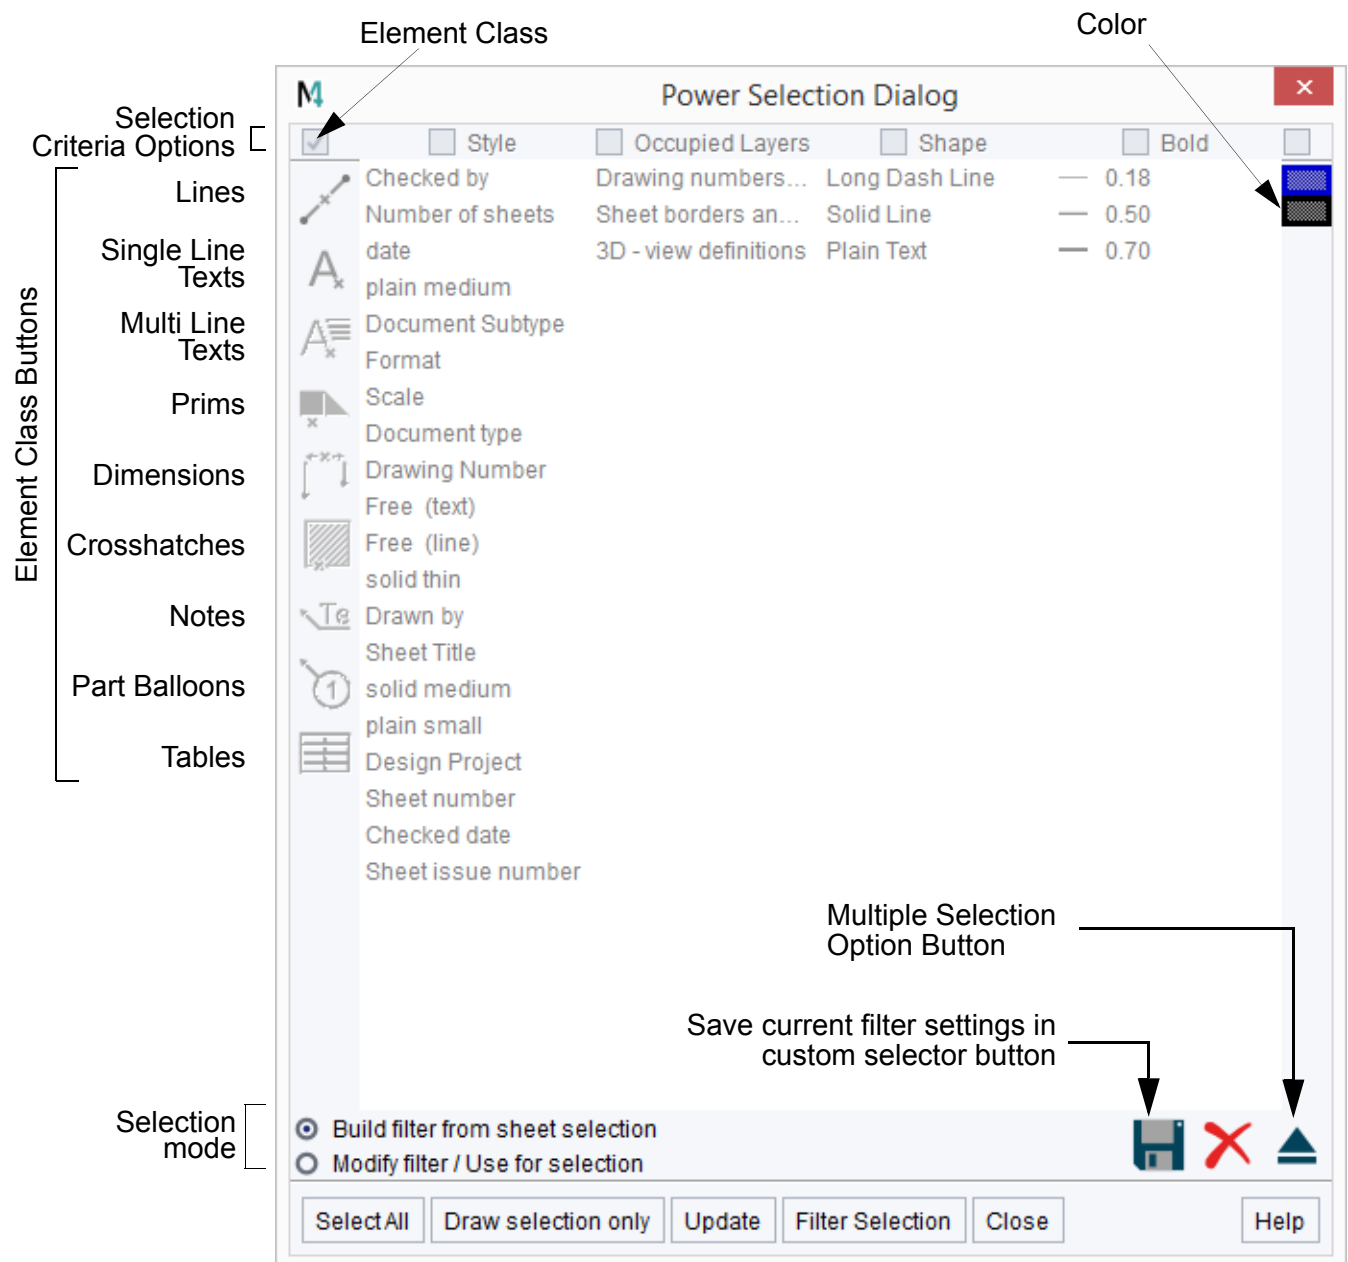 Element Class
Color
M4
Power Selection Dialog
Selection
Criteria Options
Style
Occupied Layers
Shape
Bold
Element Class Buttons
Lines
Single Line
Texts
Multi Line
Texts
Prims
Dimensions
Crosshatches
Notes
Part Balloons
Tables
A
A
Te
1
Checked by
Number of sheets
date
plain medium
Document Subtype
Format
Scale
Document type
Drawing Number
Free (text)
Free (line)
solid thin
Drawn by
Sheet Title
solid medium
plain small
Design Project
Sheet number
Checked date
Sheet issue number
Drawing numbers...
Sheet borders an...
3D - view definitions
Long Dash Line
Solid Line
Plain Text
0.18
0.50
0.70
Multiple Selection
Option Button
Save current filter settings in
custom selector button
Selection
mode
Build filter from sheet selection
Modify filter / Use for selection
Select All
Draw selection only
Update
Filter Selection
Close
Help